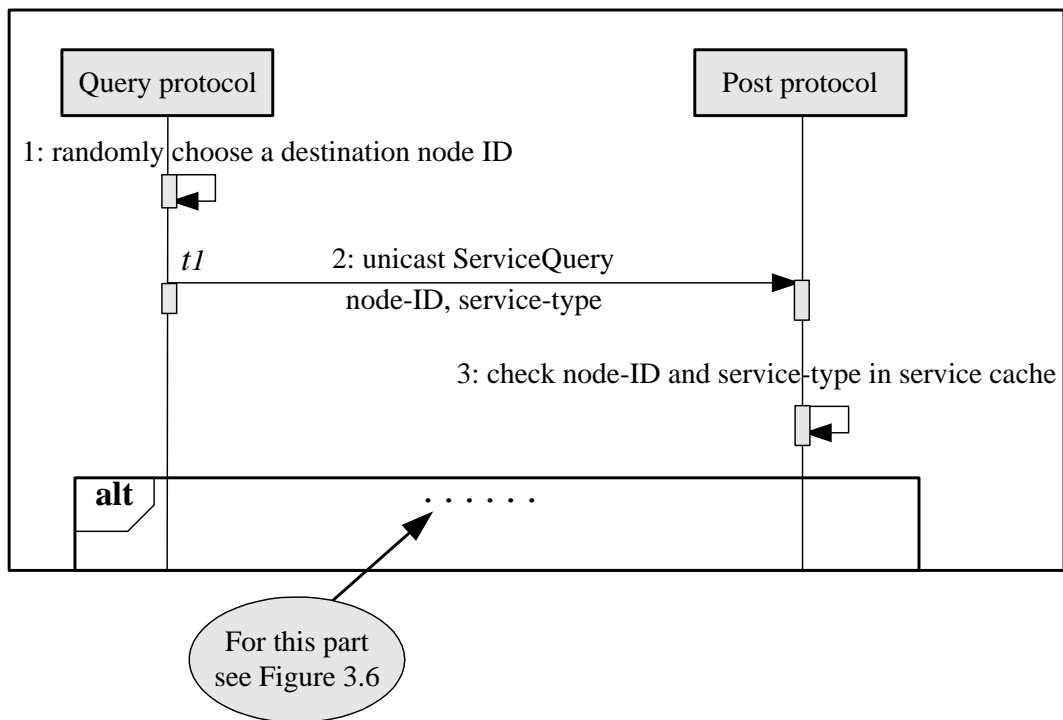 Query protocol
Post protocol
1: randomly choose a destination node ID
t1
2: unicast ServiceQuery
node-ID, service-type
3: check node-ID and service-type in service cache
alt
. . . . . .
For this part
see Figure 3.6